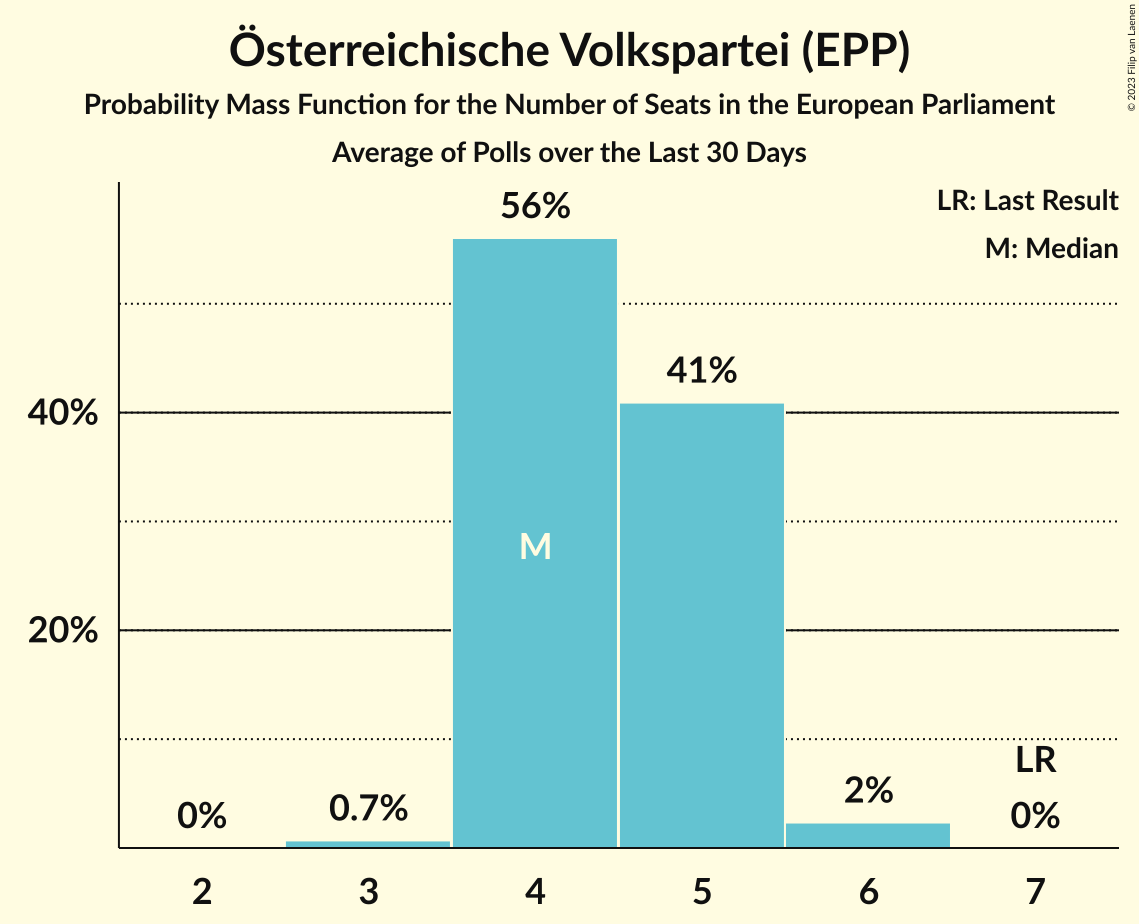 Österreichische Volkspartei (EPP)
Probability Mass Function for the Number of Seats in the European Parliament
Average of Polls over the Last 30 Days
© 2023 Filip van Laenen
LR: Last Result
M: Median
56%
41%
40%
M
20%
LR
0%
0.7%
2%
0%
2
3
4
5
6
7